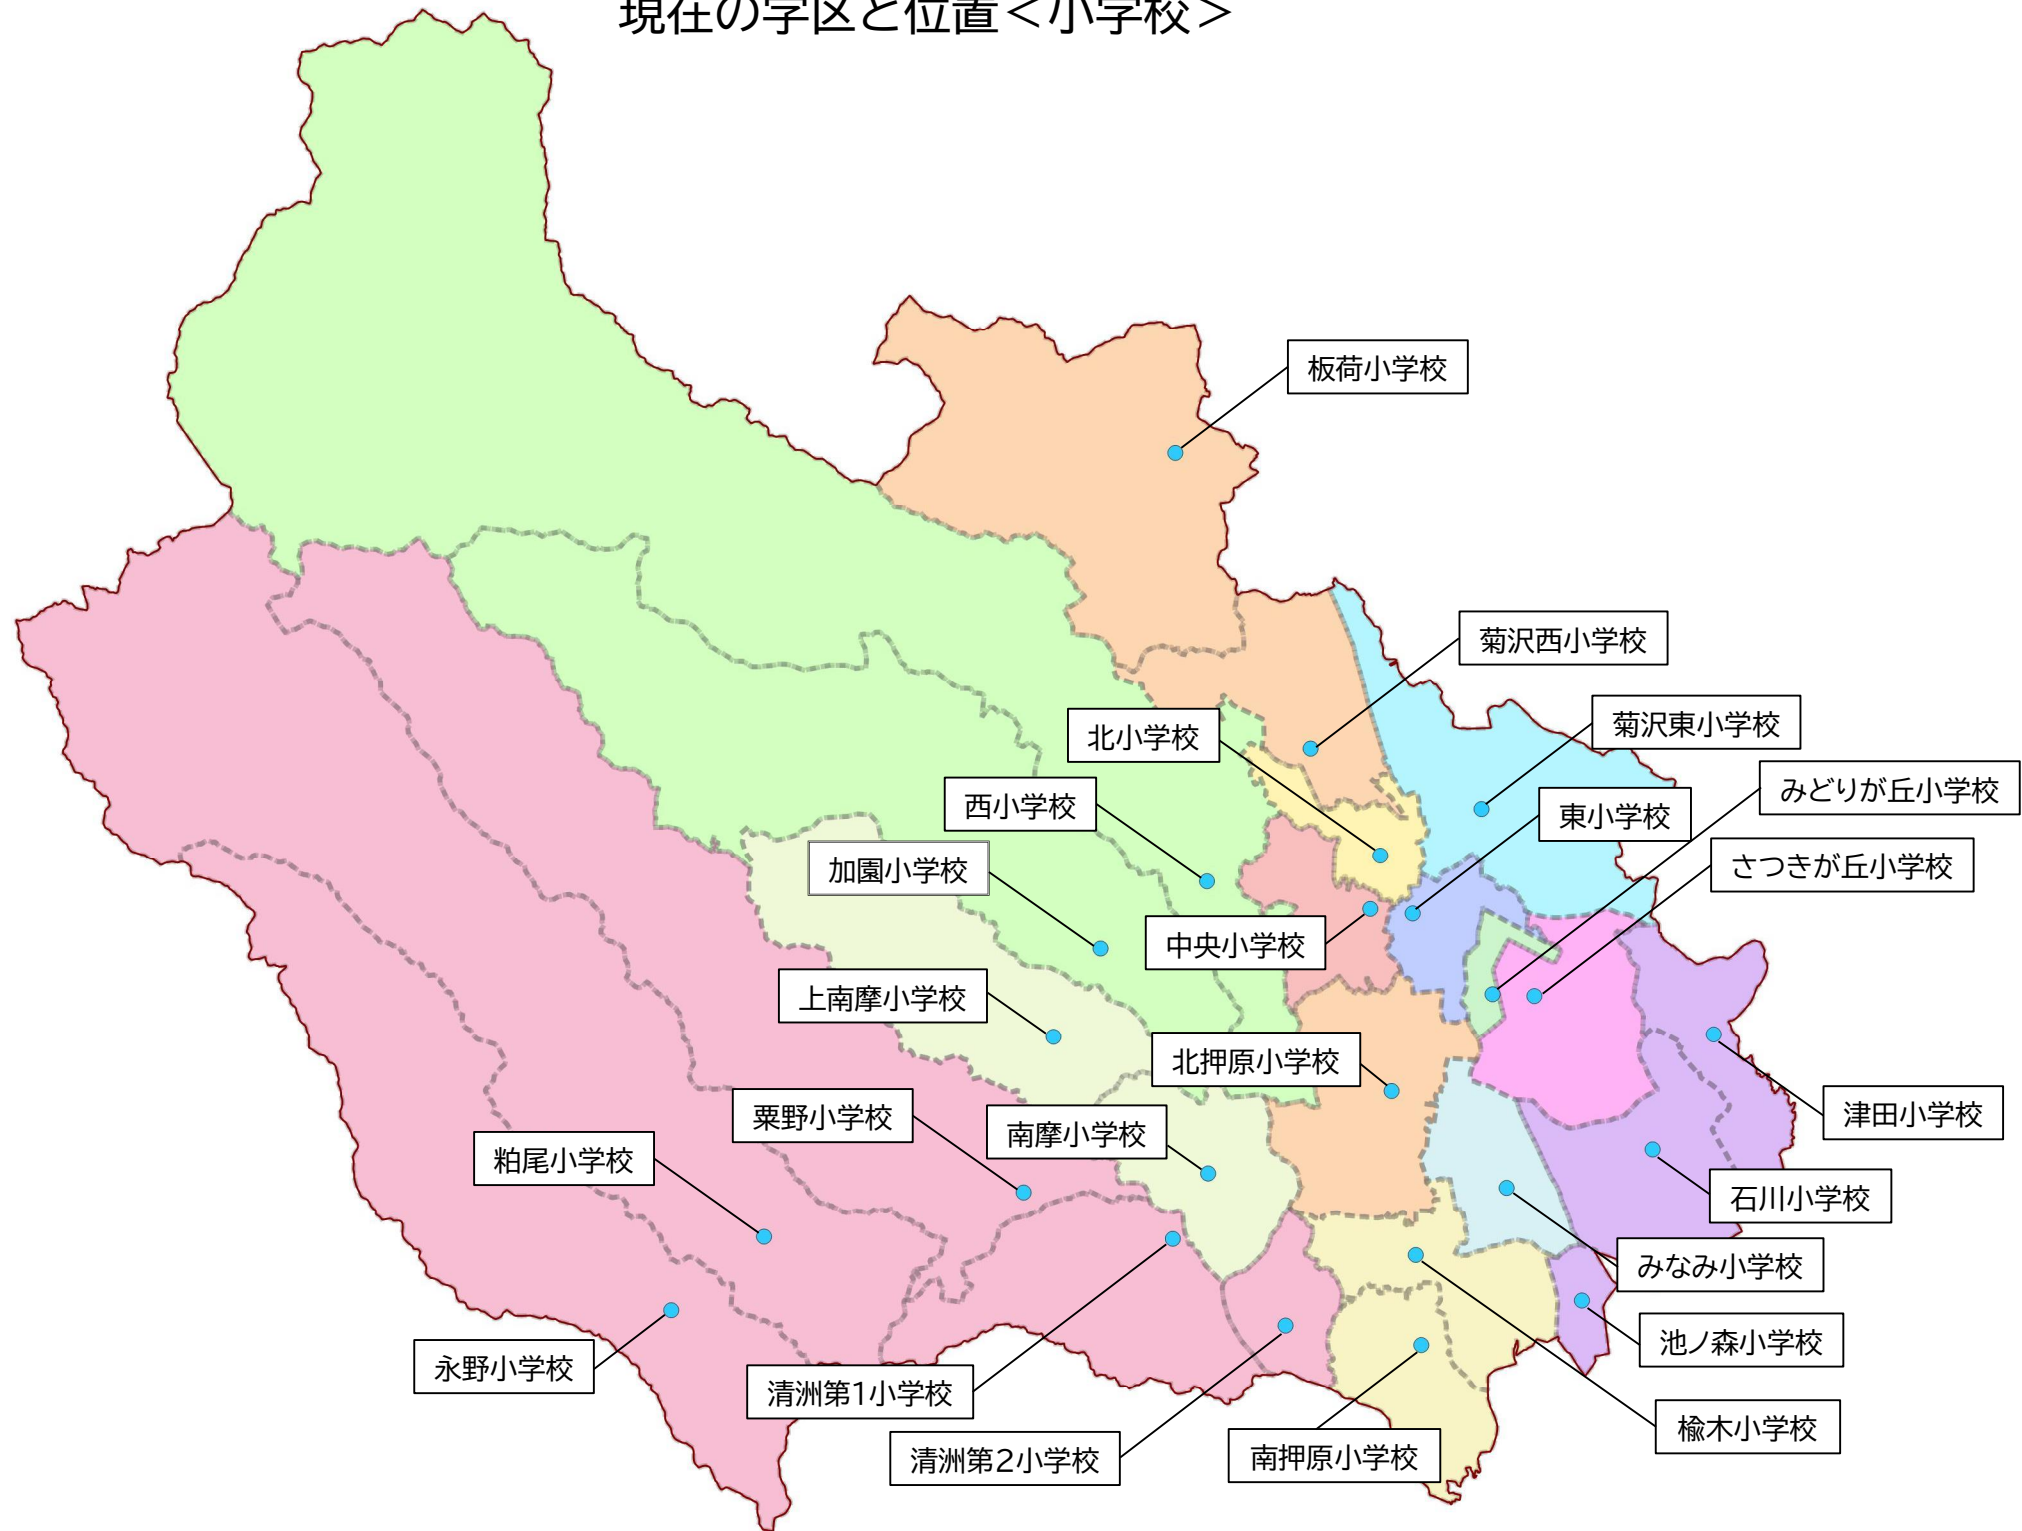 現在の学区と位置＜小学校＞
板荷小学校
菊沢西小学校
菊沢東小学校
北小学校
みどりが丘小学校
西小学校
東小学校
さつきが丘小学校
加園小学校
中央小学校
上南摩小学校
北押原小学校
粟野小学校
津田小学校
南摩小学校
粕尾小学校
石川小学校
みなみ小学校
池ノ森小学校
永野小学校
清洲第1小学校
楡木小学校
清洲第2小学校
南押原小学校